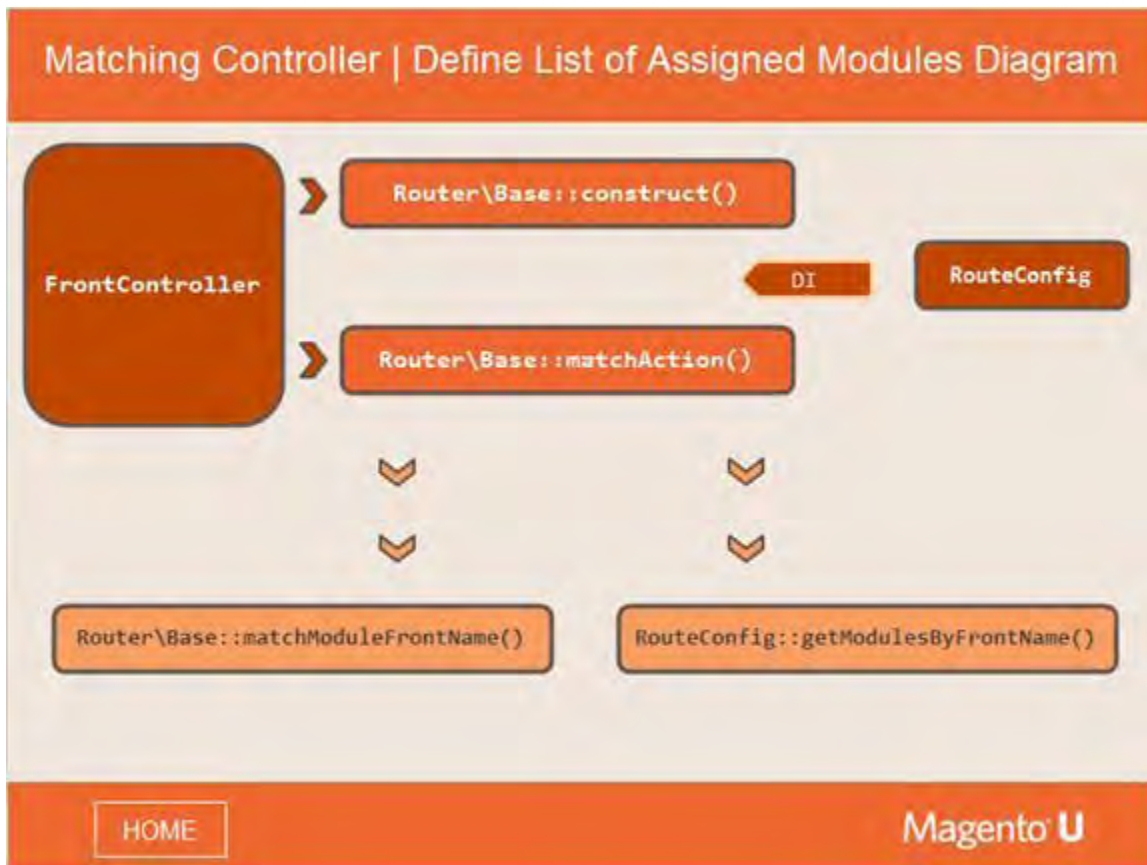 Matching Controller | Define List of Assigned Modules Diagram
Router\Base::construct()
FrontController
DI
RouteConfig
Router\Base::matchAction()
Router\Base::matchModuleFrontName()
RouteConfig::getModulesByFrontName()
HOME
Magento U